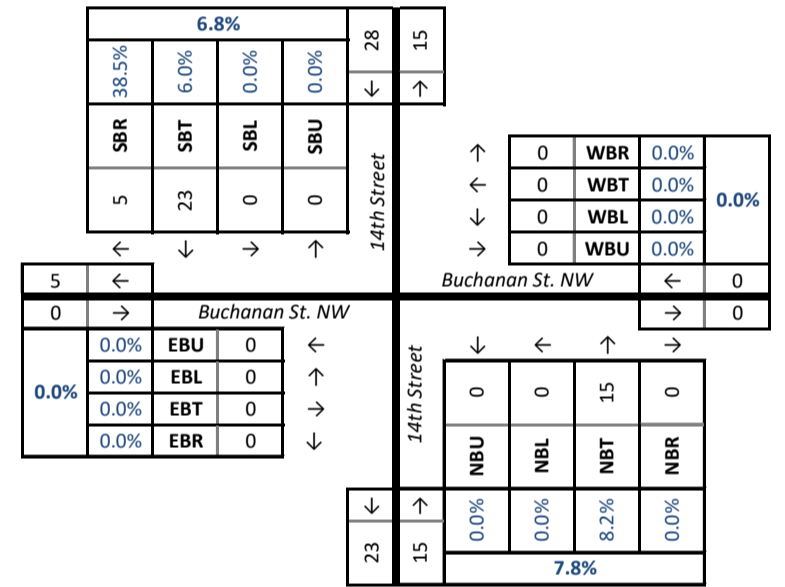 6.8%
28 15
38.5% 6.0% 0.0% 0.0%
↓ ↑
SBR SBT SBL SBU
14th Street
5 23 0 0
← ↓ → ↑
↑ 0 WBR 0.0%
← 0 WBT 0.0%
↓ 0 WBL 0.0%
→ 0 WBU 0.0%
0.0%
5 ←
Buchanan St. NW ← 0
0 → Buchanan St. NW
→ 0
0.0%
0.0% EBU 0 ←
0.0% EBL 0 ↑
0.0% EBT 0 →
0.0% EBR 0 ↓
14th Street
↓ ← ↑ →
0 0 15 0
NBU NBL NBT NBR
↓ ↑
0.0% 0.0% 8.2% 0.0%
23 15
7.8%